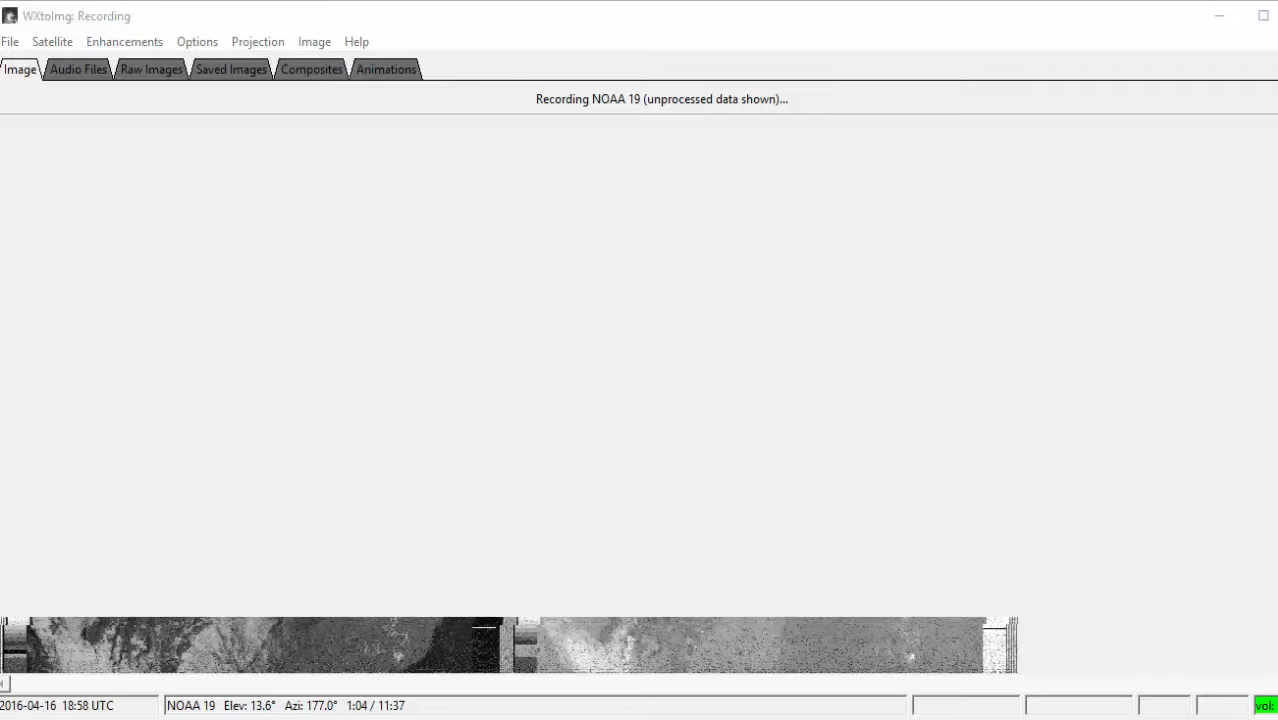 WXtoImg: Recording
File Satellite Enhancements Options Projection Image Help
Image Audio Files Raw Images Saved Images Composites Animations
Recording NOAA 19 (unprocessed data shown)...
2016-04-16 18:58 UTC NOAA 19 Elev: 13.6° Azi: 177.0° 1:04 / 11:37 vol: